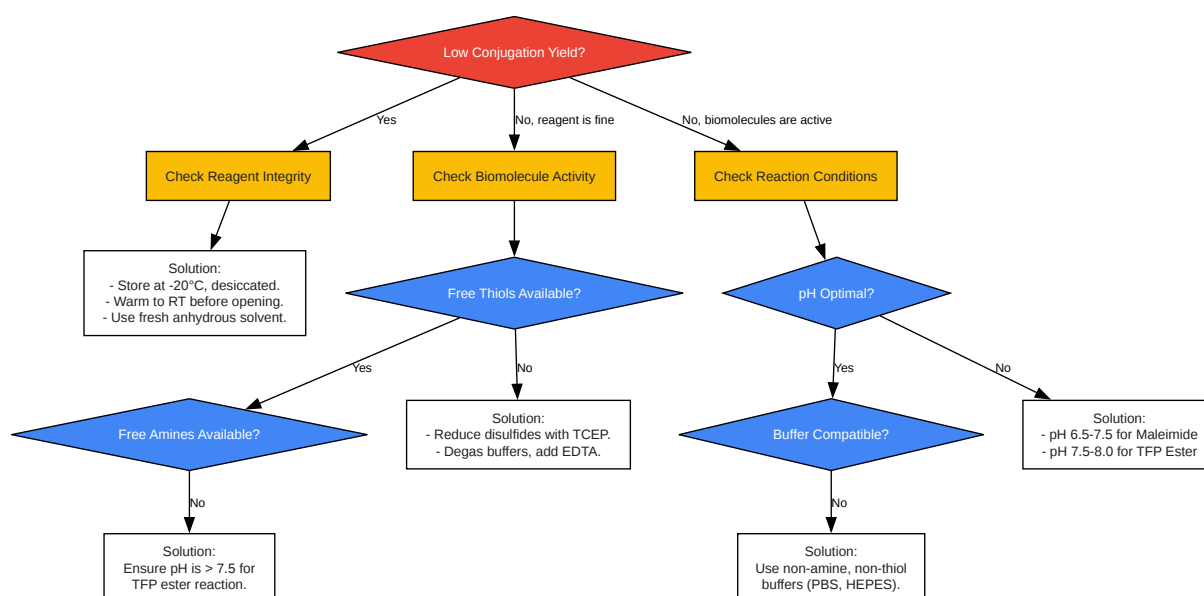 Low Conjugation Yield?
Yes
No, reagent is fine
No, biomolecules are active
Check Reagent Integrity
Check Biomolecule Activity
Check Reaction Conditions
Solution:
- Store at -20°C, desiccated.
- Warm to RT before opening.
- Use fresh anhydrous solvent.
Free Thiols Available?
pH Optimal?
Yes
No
Yes
No
Free Amines Available?
Solution:
- Reduce disulfides with TCEP.
- Degas buffers, add EDTA.
Buffer Compatible?
Solution:
- pH 6.5-7.5 for Maleimide
- pH 7.5-8.0 for TFP Ester
No
No
Solution:
Ensure pH is > 7.5 for
TFP ester reaction.
Solution:
Use non-amine, non-thiol
buffers (PBS, HEPES).